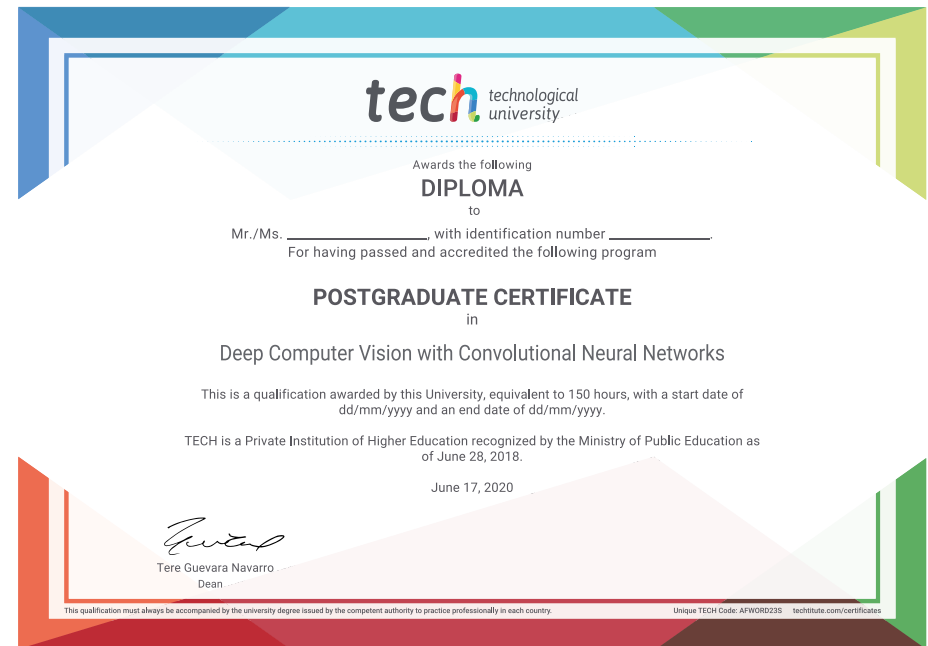 tech technological
university
Awards the following
DIPLOMA
to
Mr./Ms. ____________________, with identification number ______________.
For having passed and accredited the following program
POSTGRADUATE CERTIFICATE
in
Deep Computer Vision with Convolutional Neural Networks
This is a qualification awarded by this University, equivalent to 150 hours, with a start date of
dd/mm/yyyy and an end date of dd/mm/yyyy.
TECH is a Private Institution of Higher Education recognized by the Ministry of Public Education as
of June 28, 2018.
June 17, 2020
Tere Guevara Navarro
Dean
This qualification must always be accompanied by the university degree issued by the competent authority to practice professionally in each country.
Unique TECH Code: AFWORD23S techtitute.com/certificates